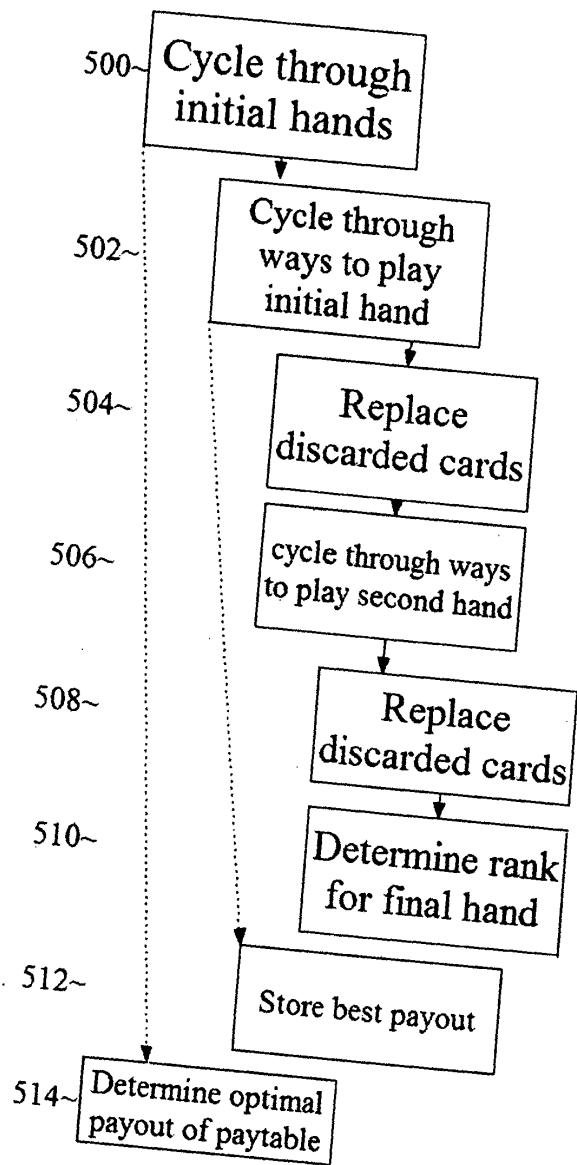 500~
Cycle through
initial hands
502~
Cycle through
ways to play
initial hand
504~
Replace
discarded cards
506~
cycle through ways
to play second hand
508~
Replace
discarded cards
510~
Determine rank
for final hand
512~
Store best payout
514~
Determine optimal
payout of paytable